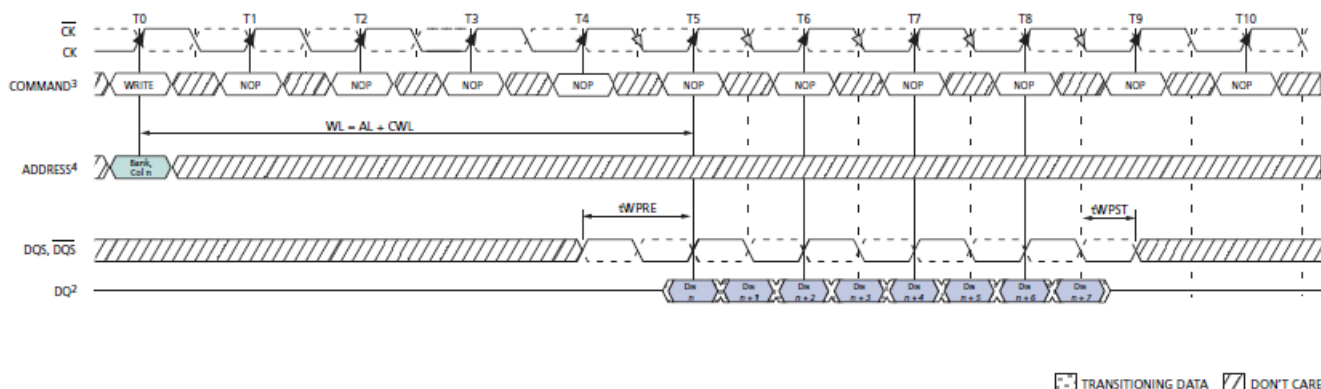 T0 T1 T2 T3 T4 T5 T6 T7 T8 T9 T10
CK
CK
COMMAND3 WRITE NOP NOP NOP NOP NOP NOP NOP NOP NOP NOP
WL = AL + CWL
ADDRESS4 Bank,
Col n
tWPRE tWPST
DQS, DQS
DQ2 Din n Din n + 1 Din n + 2 Din n + 3 Din n + 4 Din n + 5 Din n + 6 Din n + 7
TRANSITIONING DATA DON'T CARE